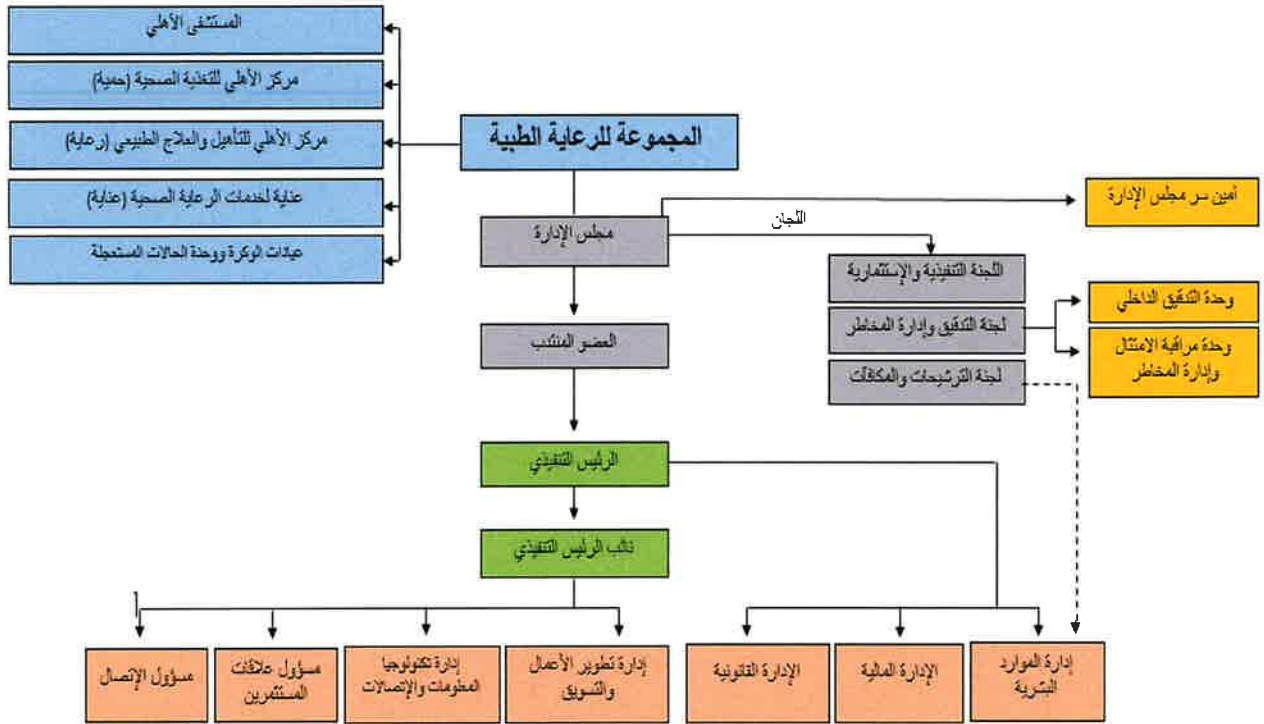 المستشفى الأهلي
مركز الأهلي للتغذية الصحية (حمية)
مركز الأهلي للتأهيل والعلاج الطبيعي (رعاية)
عناية لخدمات الرعاية الصحية (عناية)
عيادات الوكرة ووحدة الحالات المستعجلة
المجموعة للرعاية الطبية
أمين سر مجلس الإدارة
اللجان
مجلس الإدارة
اللجنة التنفيذية والإستثمارية
لجنة التدقيق وإدارة المخاطر
لجنة الترشيحات والمكافآت
وحدة التدقيق الداخلي
وحدة مراقبة الامتثال
وإدارة المخاطر
العضو المنتدب
الرئيس التنفيذي
نائب الرئيس التنفيذي
إدارة الموارد
البشرية
الإدارة المالية
الإدارة القانونية
إدارة تطوير الأعمال
والتسويق
إدارة تكنولوجيا
المعلومات والإتصالات
مسؤول علاقات
المستثمرين
مسؤول الإتصال